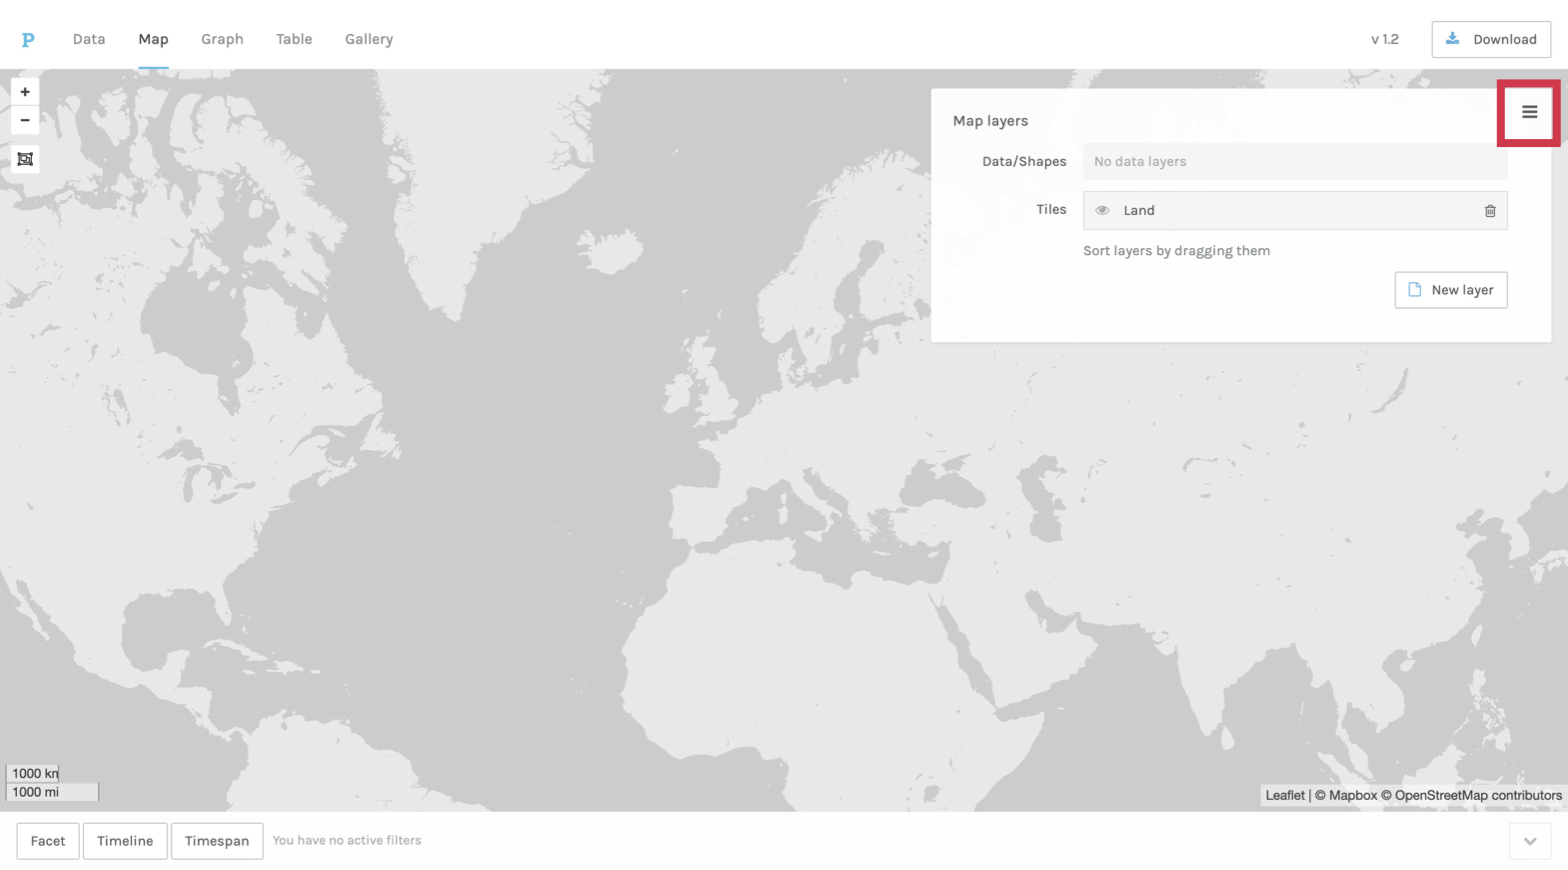 P Data Map Graph Table Gallery v 1.2 Download
+
−
Map layers
Data/Shapes No data layers
Tiles Land
Sort layers by dragging them
New layer
1000 km
1000 mi
Leaflet | © Mapbox © OpenStreetMap contributors
Facet Timeline Timespan You have no active filters